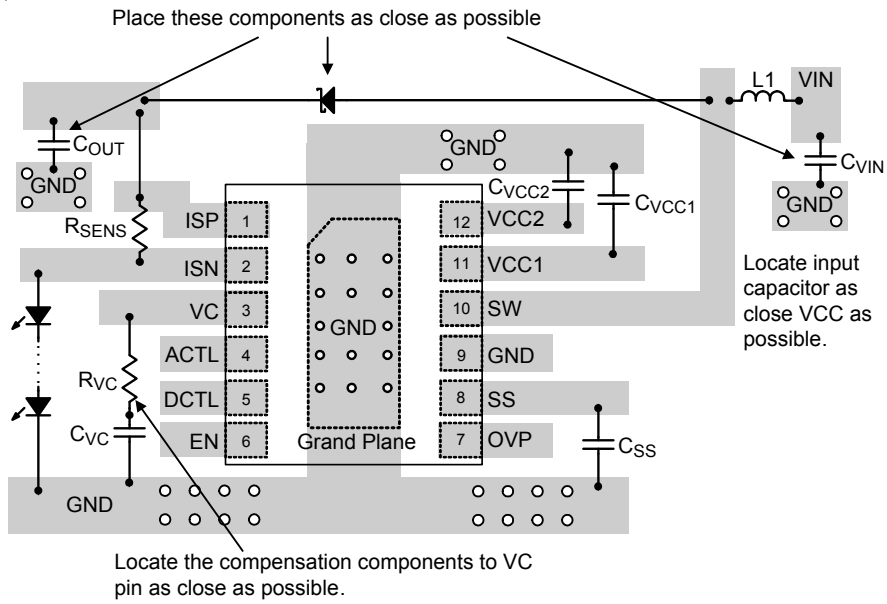 Place these components as close as possible
L1
VIN
COUT
GND
GND
CVCC2
CVCC1
CVIN
GND
RSENS
ISP
1
12
VCC2
ISN
2
11
VCC1
VC
3
10
SW
GND
ACTL
4
9
GND
DCTL
5
8
SS
EN
6
7
OVP
Grand Plane
RVC
CVC
CSS
GND
Locate input
capacitor as
close VCC as
possible.
Locate the compensation components to VC
pin as close as possible.